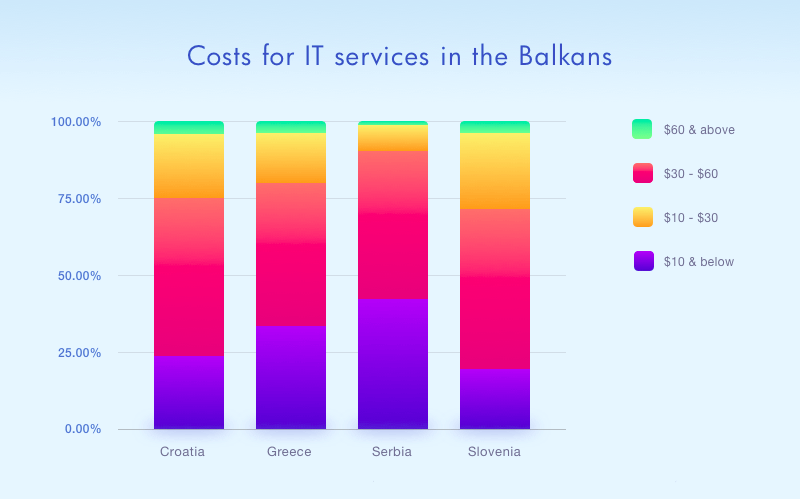 Costs for IT services in the Balkans
100.00%
75.00%
50.00%
25.00%
0.00%
Croatia
Greece
Serbia
Slovenia
$60 & above
$30 - $60
$10 - $30
$10 & below